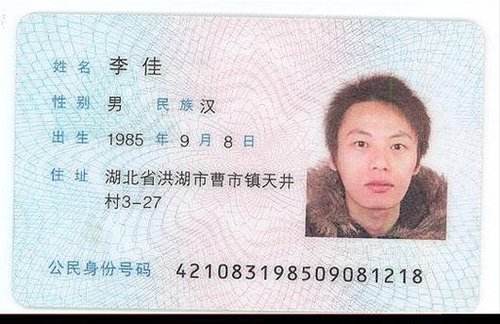 姓名 李佳
性别 男 民族 汉
出生 1985 年 9 月 8 日
住址 湖北省洪湖市曹市镇天井
村3-27
公民身份号码 421083198509081218